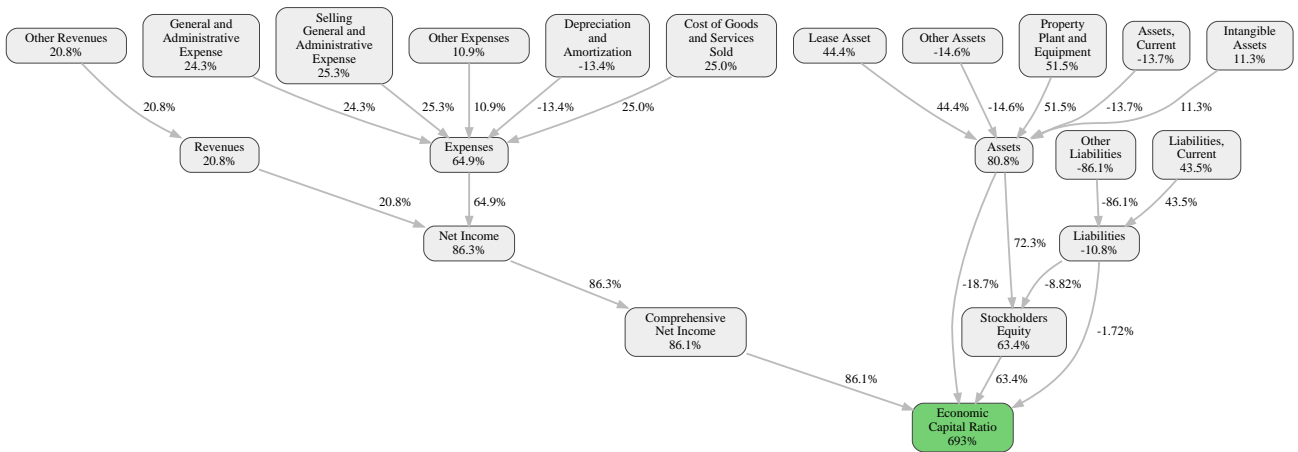 Other Revenues
20.8%
General and
Administrative
Expense
24.3%
Selling
General and
Administrative
Expense
25.3%
Other Expenses
10.9%
Depreciation
and
Amortization
-13.4%
Cost of Goods
and Services
Sold
25.0%
Lease Asset
44.4%
Other Assets
-14.6%
Property
Plant and
Equipment
51.5%
Assets,
Current
-13.7%
Intangible
Assets
11.3%
20.8%
24.3%
25.3%
10.9%
-13.4%
25.0%
44.4%
-14.6%
51.5%
-13.7%
11.3%
Revenues
20.8%
Expenses
64.9%
Assets
80.8%
Other
Liabilities
-86.1%
Liabilities,
Current
43.5%
20.8%
64.9%
-86.1%
43.5%
Net Income
86.3%
72.3%
Liabilities
-10.8%
86.3%
-18.7%
-8.82%
Comprehensive
Net Income
86.1%
Stockholders
Equity
63.4%
-1.72%
86.1%
63.4%
Economic
Capital Ratio
693%